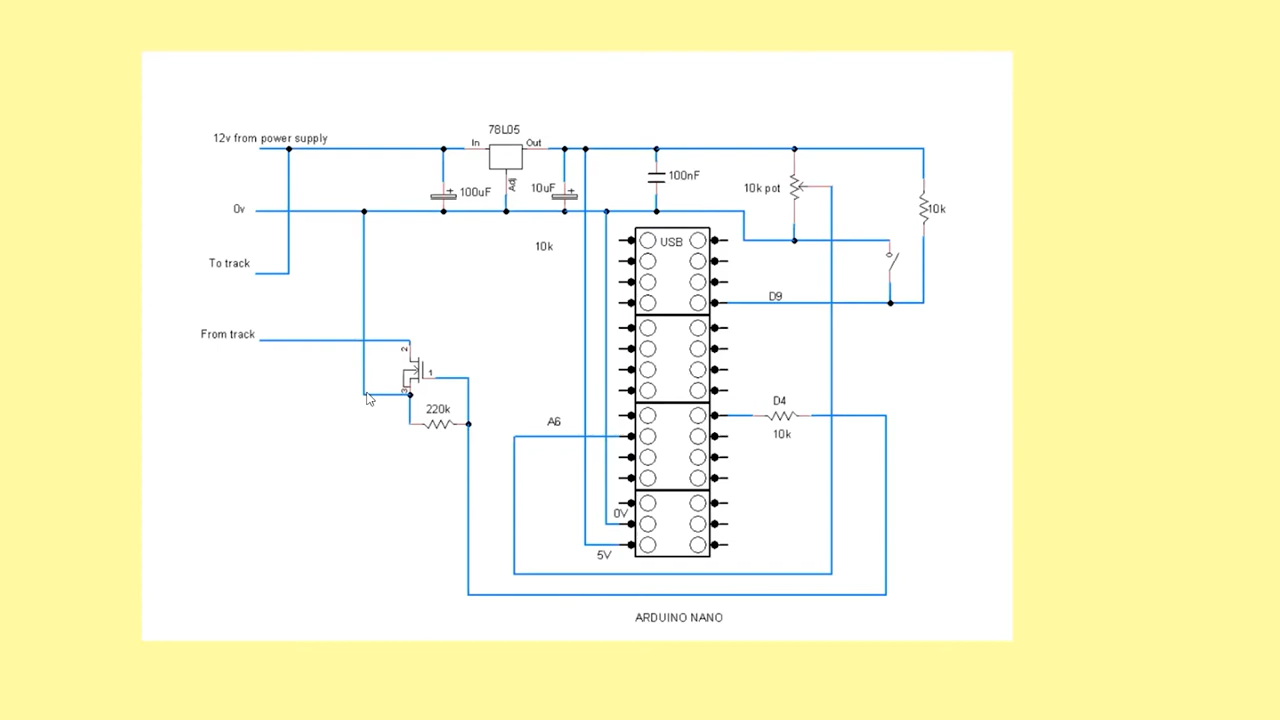 78L05
12v from power supply
In
Out
Adj
100uF
10uF
100nF
10k pot
0v
10k
10k
USB
To track
D9
From track
2
1
3
220k
D4
10k
A6
0V
5V
ARDUINO NANO